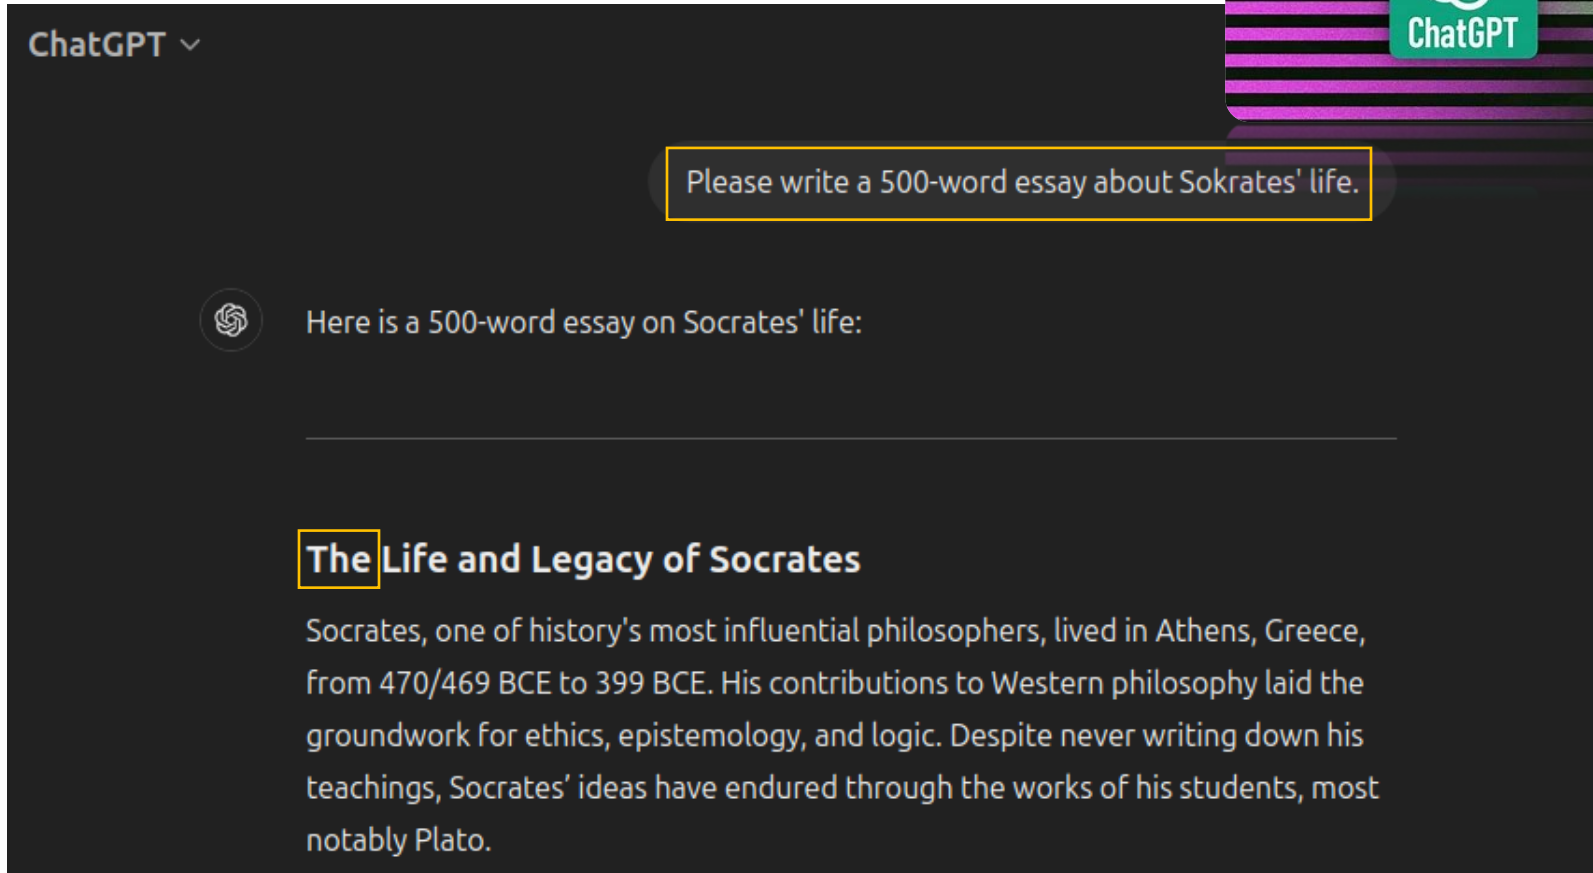 ChatGPT
ChatGPT
Please write a 500-word essay about Sokrates' life.
Here is a 500-word essay on Socrates' life:
The Life and Legacy of Socrates
Socrates, one of history's most influential philosophers, lived in Athens, Greece,
from 470/469 BCE to 399 BCE. His contributions to Western philosophy laid the
groundwork for ethics, epistemology, and logic. Despite never writing down his
teachings, Socrates’ ideas have endured through the works of his students, most
notably Plato.